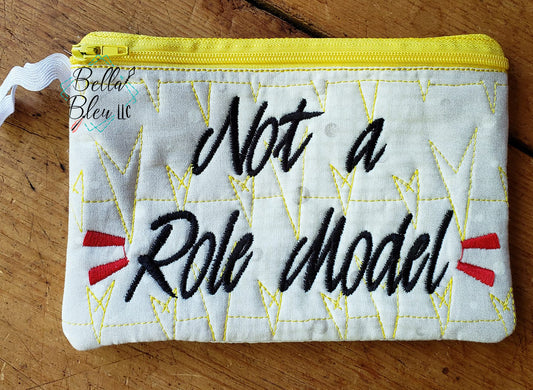 Bella
Bleu LLC
Not a
Role Model